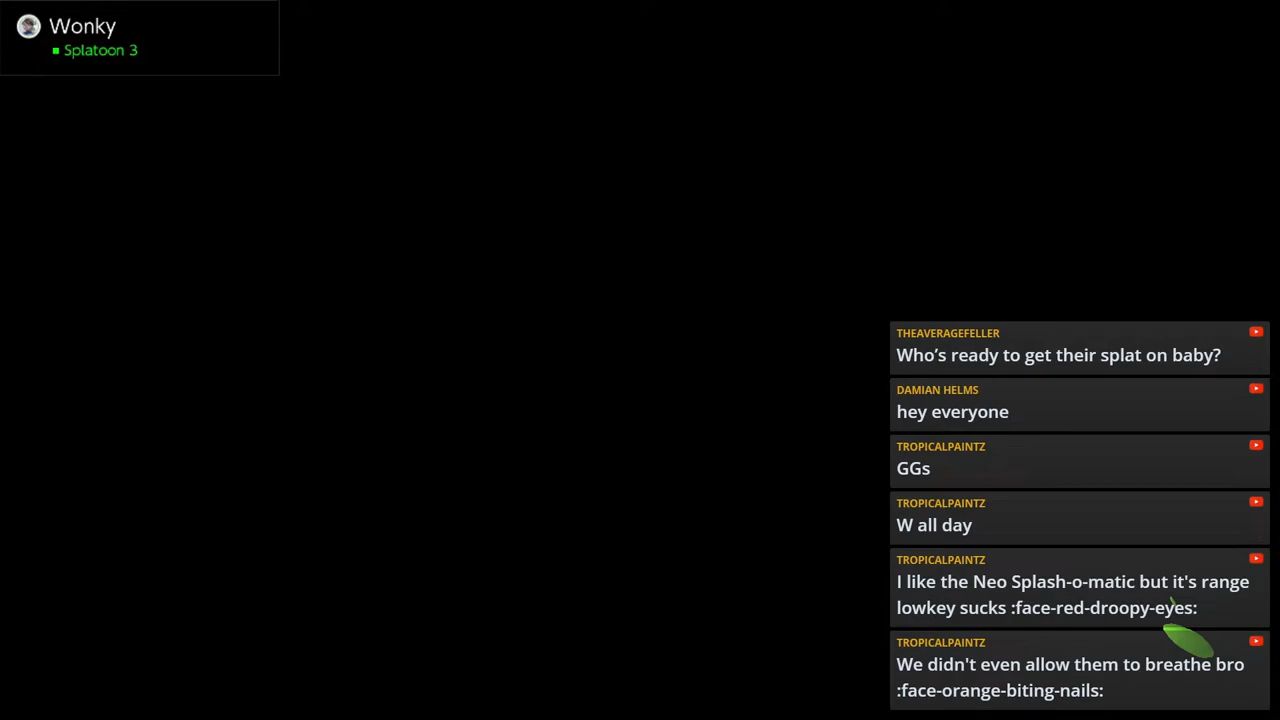 Wonky
Splatoon 3
THEAVERAGEFELLER
Who’s ready to get their splat on baby?
DAMIAN HELMS
hey everyone
TROPICALPAINTZ
GGs
TROPICALPAINTZ
W all day
TROPICALPAINTZ
I like the Neo Splash-o-matic but it's range
lowkey sucks :face-red-droopy-eyes:
TROPICALPAINTZ
We didn't even allow them to breathe bro
:face-orange-biting-nails: